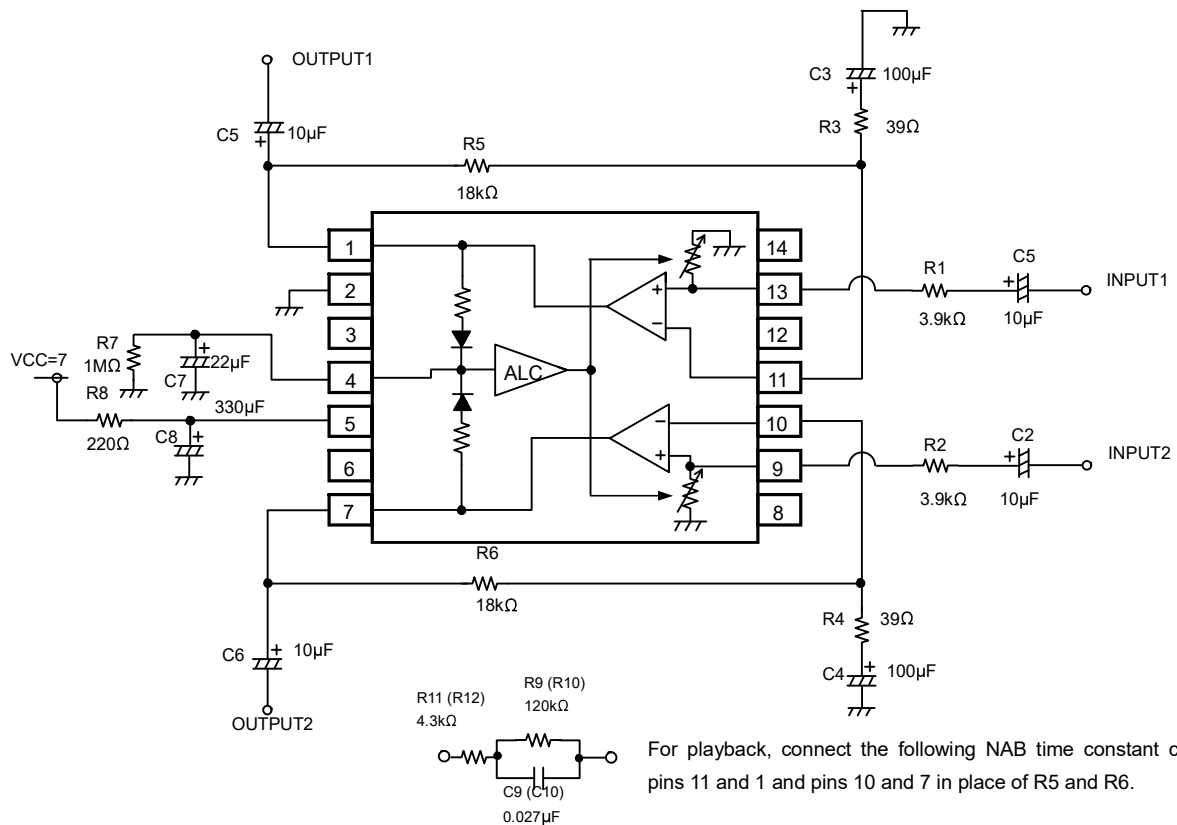 OUTPUT1
C3
100µF
C5
10µF
R3
39Ω
R5
18kΩ
1
14
2
13
R1
3.9kΩ
C5
10µF
INPUT1
3
12
R7
1MΩ
22µF
C7
4
ALC
11
VCC=7
R8
220Ω
330µF
C8
5
10
6
9
R2
3.9kΩ
C2
10µF
INPUT2
7
8
R6
18kΩ
R4
39Ω
C6
10µF
C4
100µF
OUTPUT2
R11 (R12)
4.3kΩ
R9 (R10)
120kΩ
C9 (C10)
0.027µF
For playback, connect the following NAB time constant
pins 11 and 1 and pins 10 and 7 in place of R5 and R6.